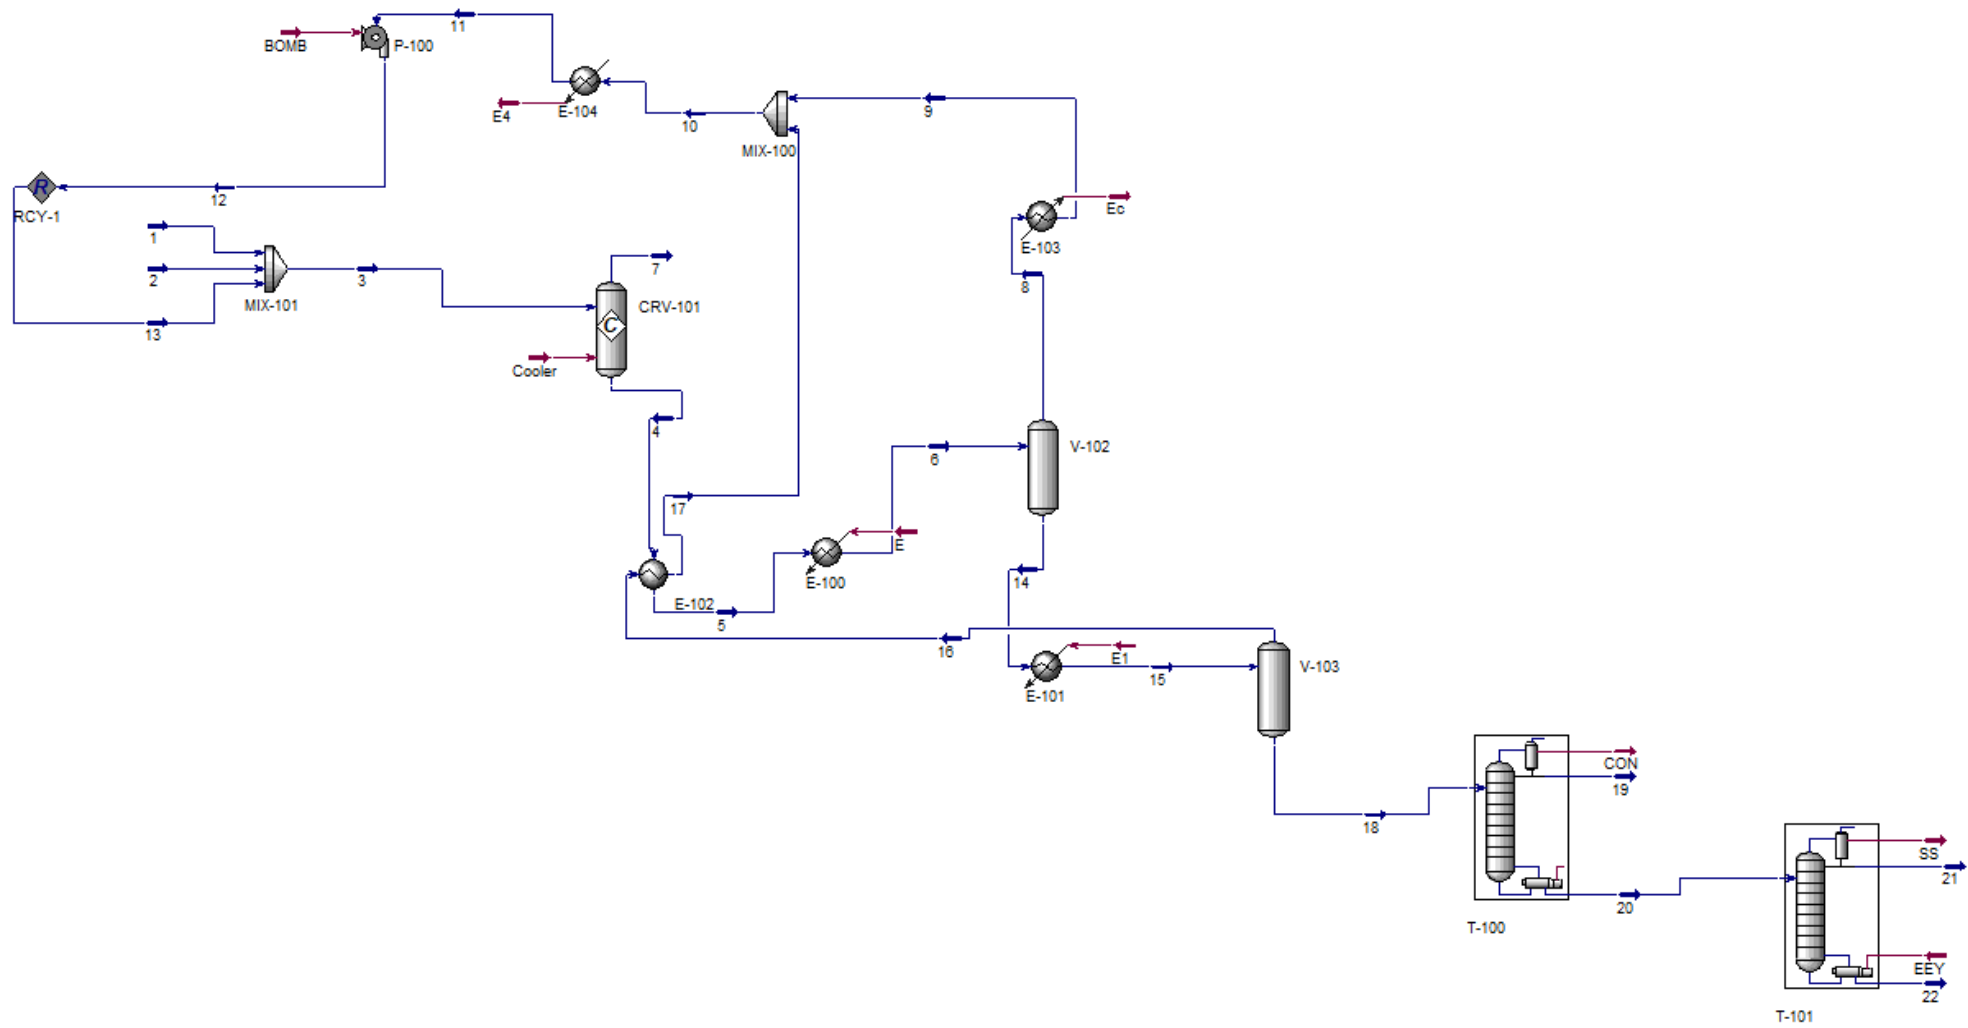 11
BOMB
P-100
E4
E-104
10
MIX-100
9
12
RCY-1
R
1
2
MIX-101
3
13
7
CRV-101
C
Cooler
4
Ec
E-103
8
17
6
V-102
E
E-100
14
E-102
5
16
E1
E-101
15
V-103
18
CON
19
T-100
20
SS
21
EEY
22
T-101